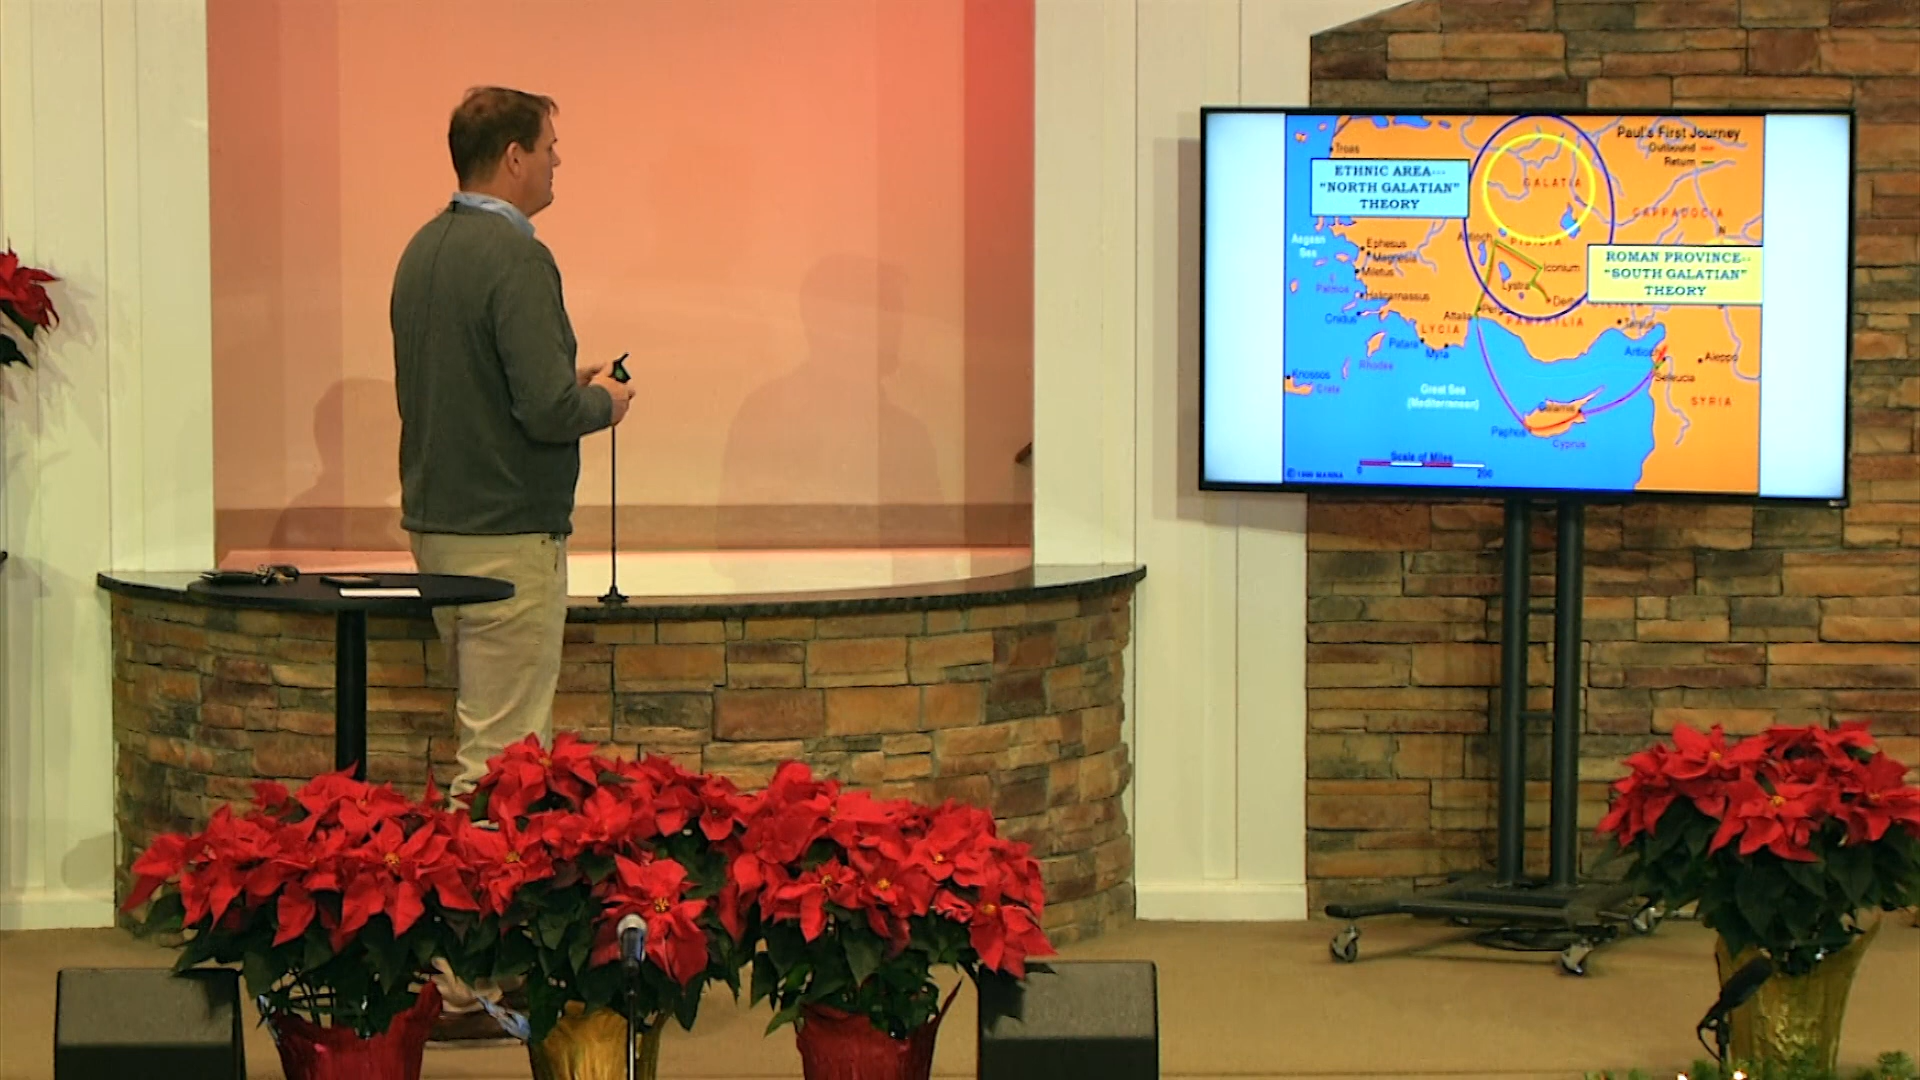 Paul's First Journey
Outbound
Return
Troas
ETHNIC AREA---
"NORTH GALATIAN"
THEORY
GALATIA
CAPPADOCIA
Aegean
Sea
Ephesus
Magnesia
Miletus
Antioch
PISIDIA
Iconium
ROMAN PROVINCE--
"SOUTH GALATIAN"
THEORY
Patmos
Halicarnassus
Lystra
Cnidus
Attalia
LYCIA
PAMPHYLIA
Tarsus
Patara
Myra
Antioch
Aleppo
Rhodes
Seleucia
Knossos
Crete
Great Sea
(Mediterranean)
Salamis
SYRIA
Paphos
Cyprus
Scale of Miles
0
200